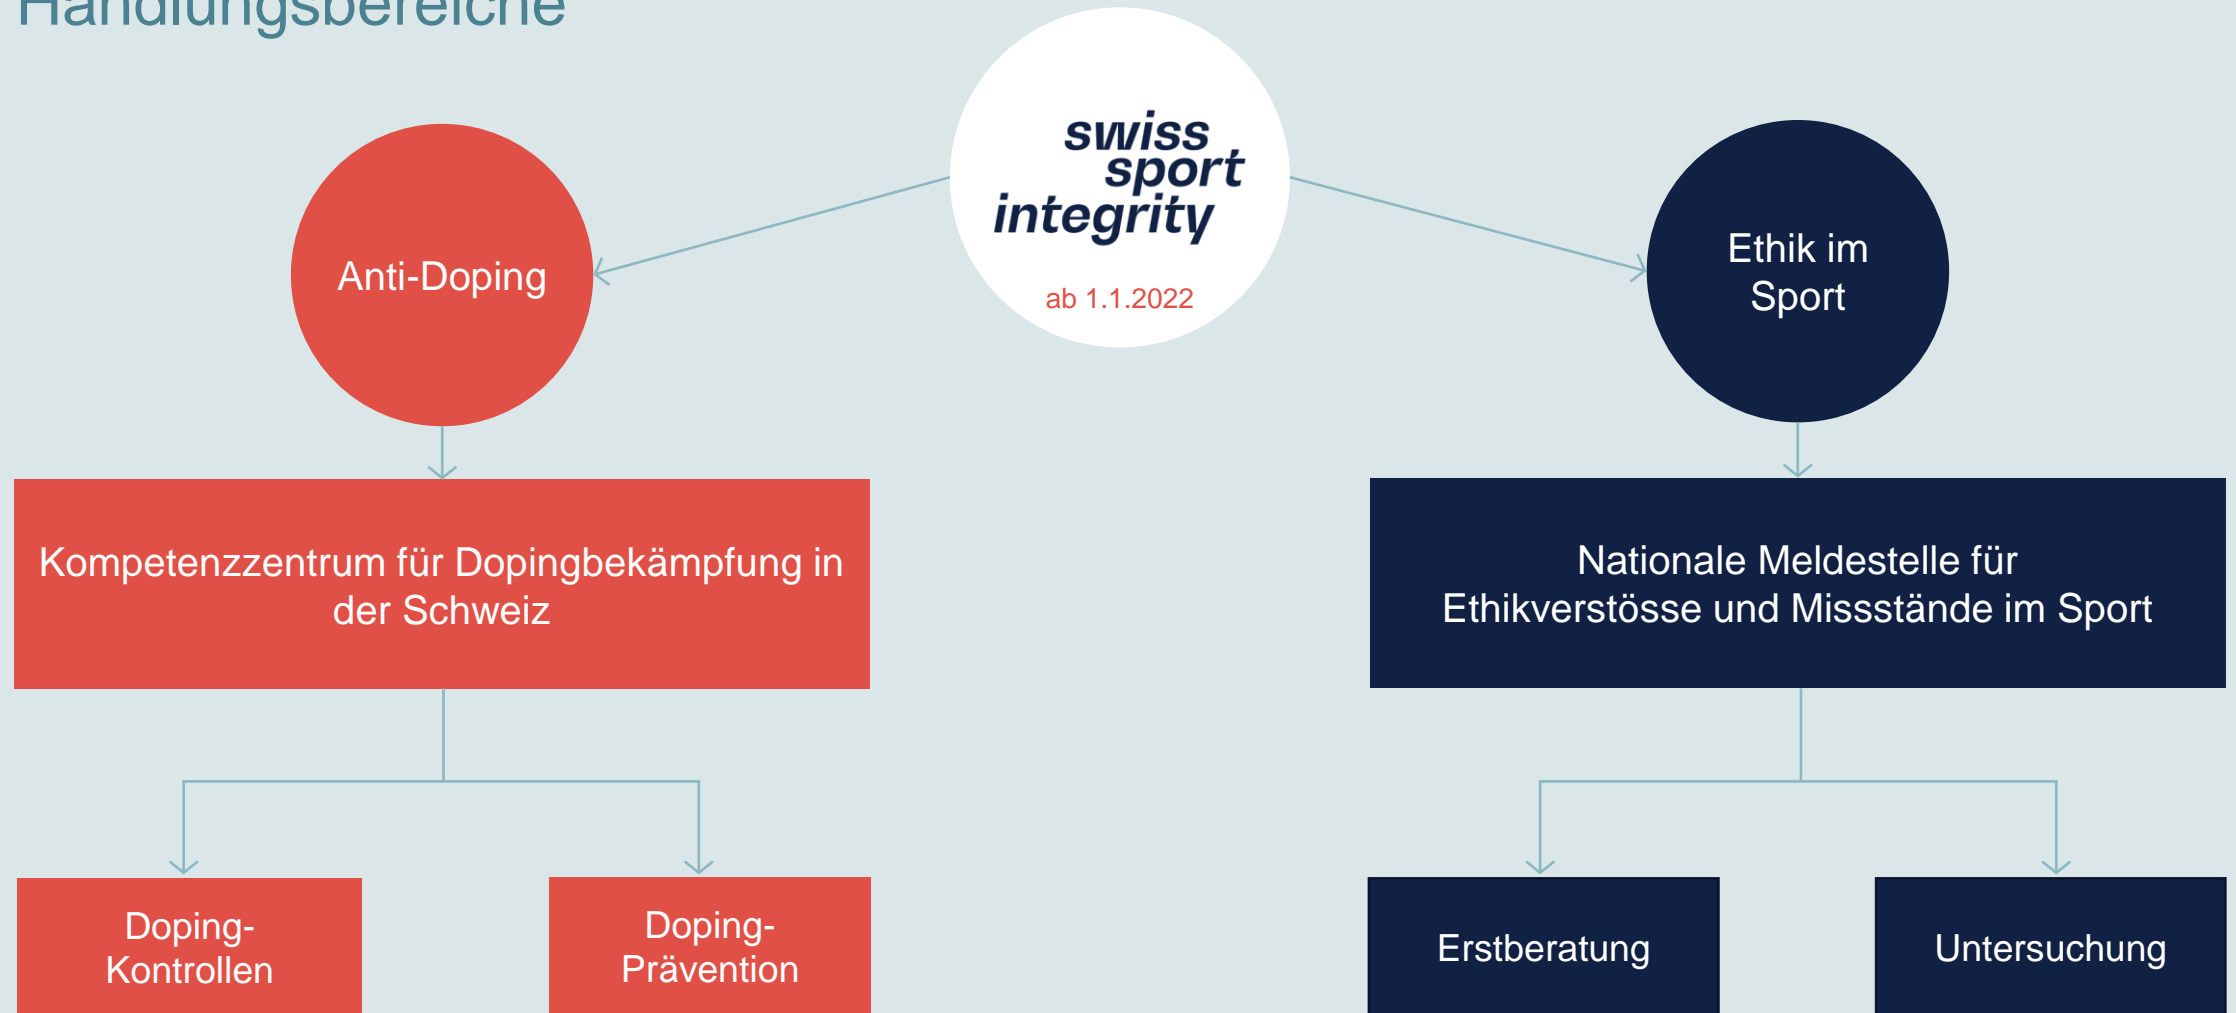 Handlungsbereiche
swiss
sport
integrity
ab 1.1.2022
Anti-Doping
Ethik im
Sport
Kompetenzzentrum für Dopingbekämpfung in
der Schweiz
Nationale Meldestelle für
Ethikverstösse und Missstände im Sport
Doping-
Kontrollen
Doping-
Prävention
Erstberatung
Untersuchung